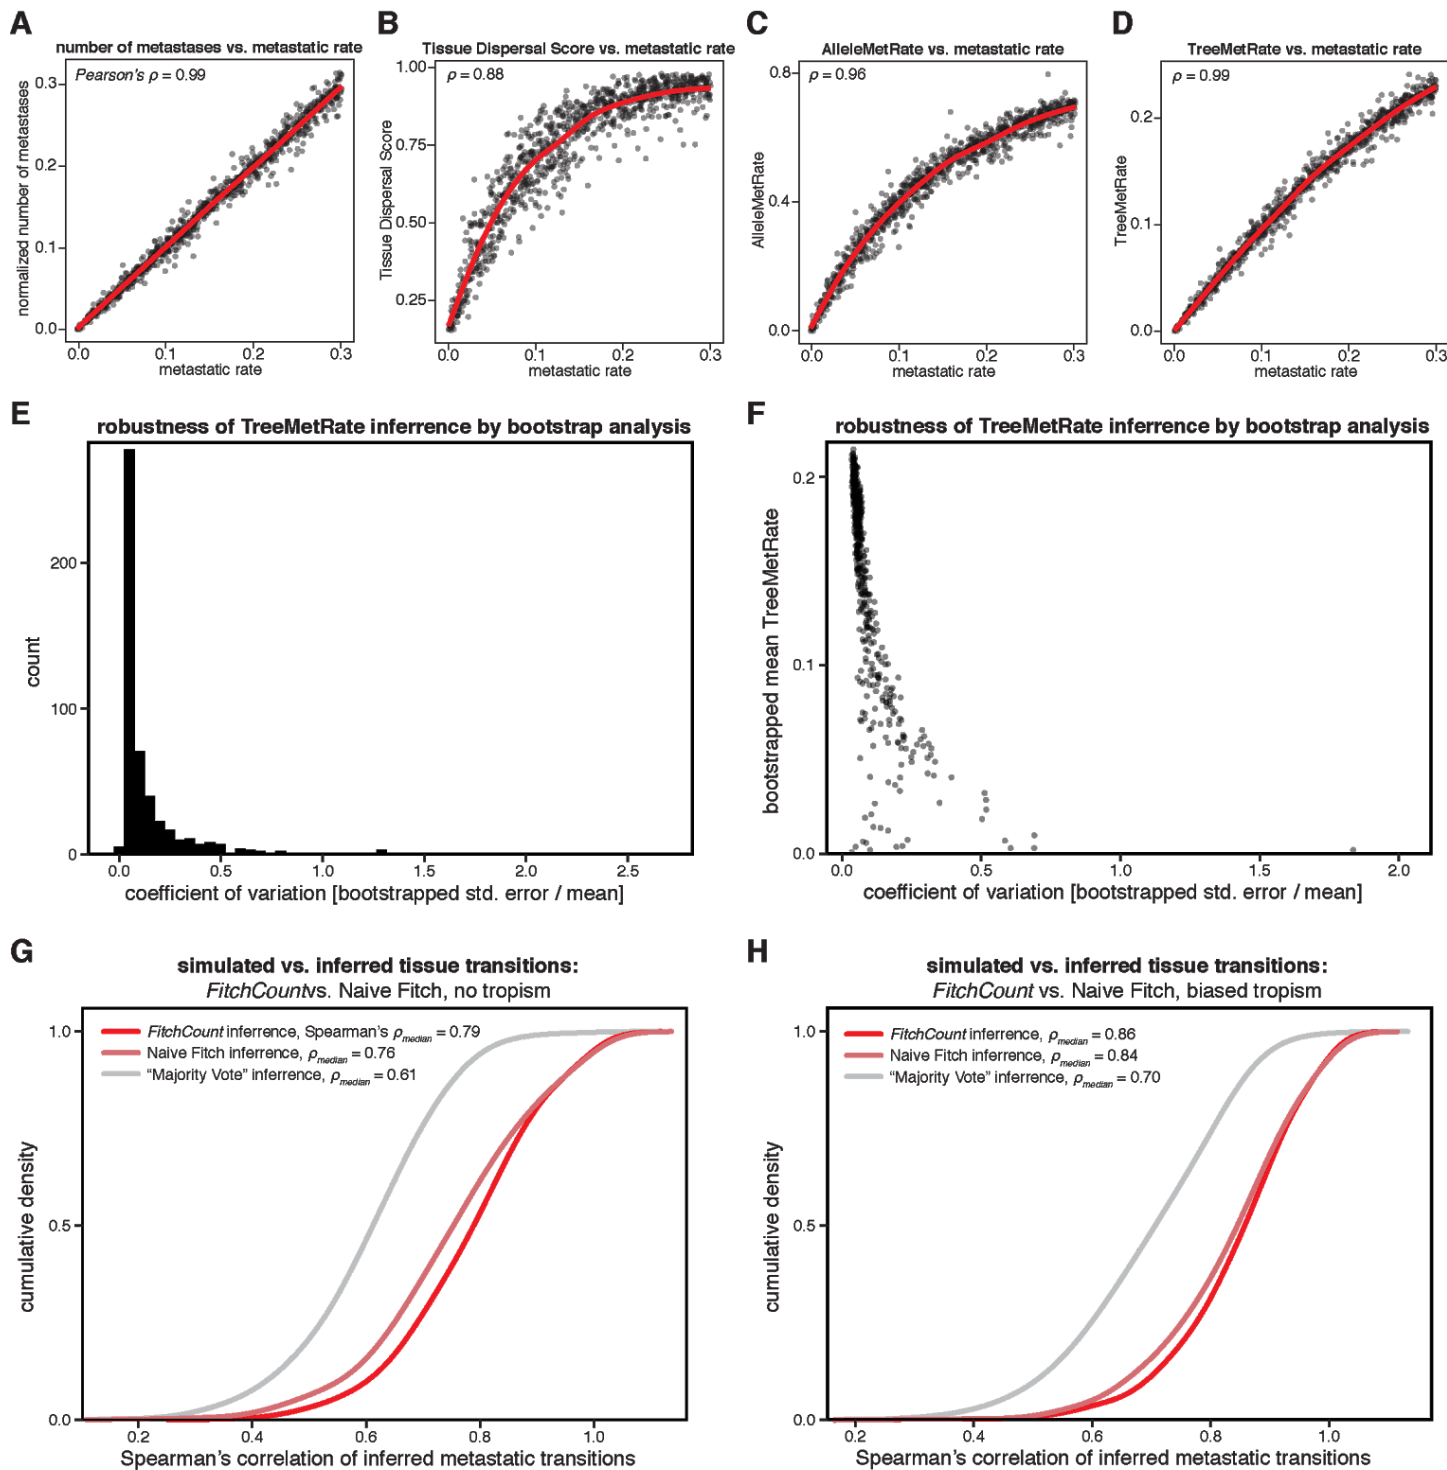 A
number of metastases vs. metastatic rate
Pearson's ρ = 0.99
normalized number of metastases
0.3
0.2
0.1
0.0
0.0 0.1 0.2 0.3
metastatic rate
B
Tissue Dispersal Score vs. metastatic rate
ρ = 0.88
Tissue Dispersal Score
1.00
0.75
0.50
0.25
0.0 0.1 0.2 0.3
metastatic rate
C
AlleleMetRate vs. metastatic rate
ρ = 0.96
AlleleMetRate
0.8
0.4
0.0
0.0 0.1 0.2 0.3
metastatic rate
D
TreeMetRate vs. metastatic rate
ρ = 0.99
TreeMetRate
0.2
0.1
0.0
0.0 0.1 0.2 0.3
metastatic rate
E
robustness of TreeMetRate inferrence by bootstrap analysis
count
200
100
0
0.0 0.5 1.0 1.5 2.0 2.5
coefficient of variation [bootstrapped std. error / mean]
F
robustness of TreeMetRate inferrence by bootstrap analysis
bootstrapped mean TreeMetRate
0.2
0.1
0.0
0.0 0.5 1.0 1.5 2.0
coefficient of variation [bootstrapped std. error / mean]
G
simulated vs. inferred tissue transitions:
FitchCountvs. Naive Fitch, no tropism
FitchCount inferrence, Spearman's ρmedian = 0.79
Naive Fitch inferrence, ρmedian = 0.76
“Majority Vote” inferrence, ρmedian = 0.61
cumulative density
1.0
0.5
0.0
0.2 0.4 0.6 0.8 1.0
Spearman's correlation of inferred metastatic transitions
H
simulated vs. inferred tissue transitions:
FitchCount vs. Naive Fitch, biased tropism
FitchCount inferrence, ρmedian = 0.86
Naive Fitch inferrence, ρmedian = 0.84
“Majority Vote” inferrence, ρmedian = 0.70
cumulative density
1.0
0.5
0.0
0.2 0.4 0.6 0.8 1.0
Spearman's correlation of inferred metastatic transitions